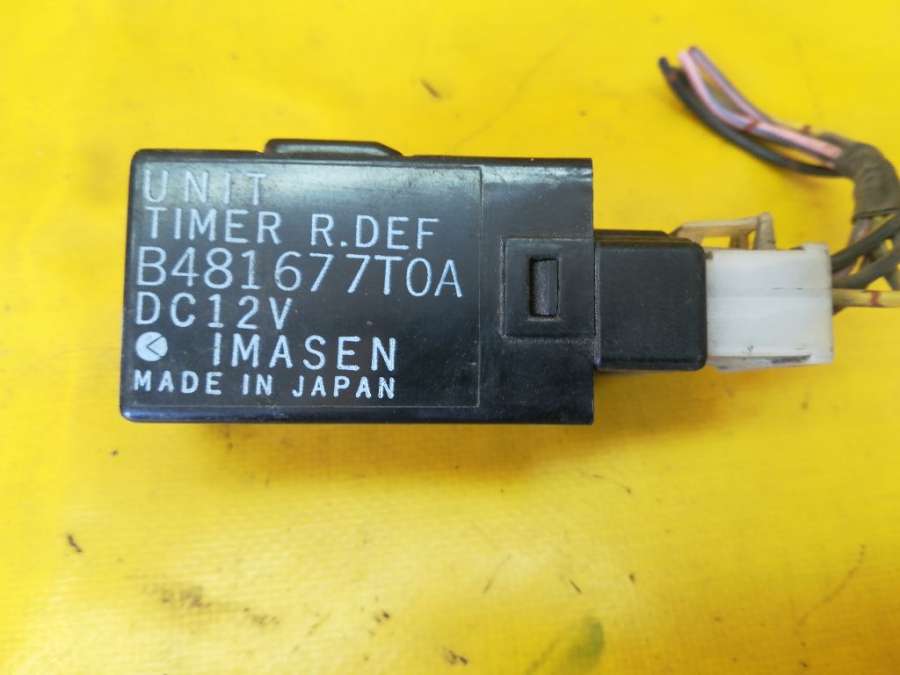 UNIT
TIMER R.DEF
B481677T0A
DC12V
IMASEN
MADE IN JAPAN